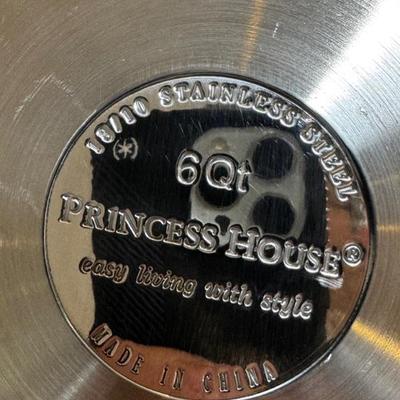 18/10 STAINLESS STEEL
(*)
6Qt
PRINCESS HOUSE®
easy living with style
MADE IN CHINA